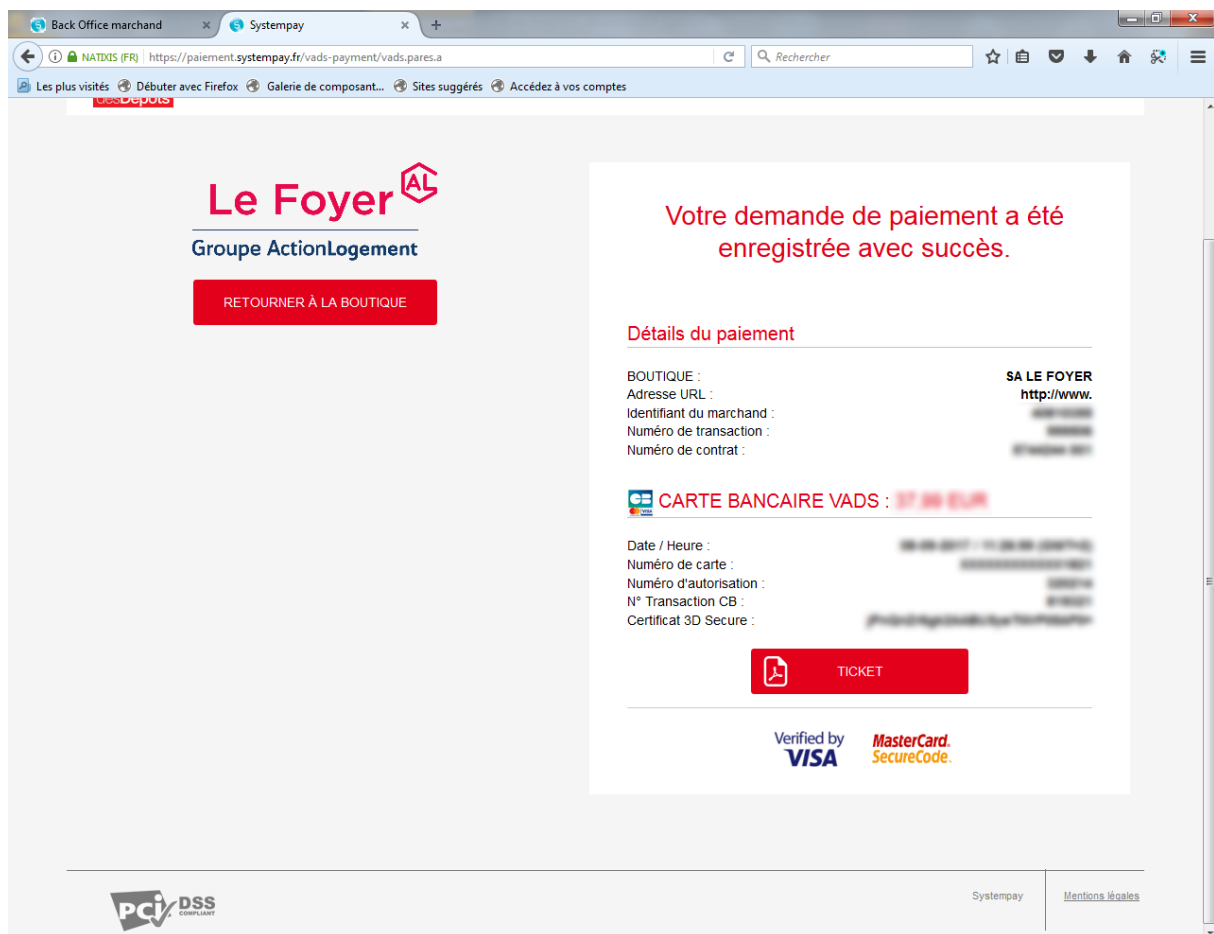 Back Office marchand
Systempay
NATIXIS (FR) https://paiement.systempay.fr/vads-payment/vads.pares.a
Rechercher
Les plus visités Débuter avec Firefox Galerie de composant... Sites suggérés Accédez à vos comptes
desDépôts
Le Foyer AL
Groupe ActionLogement
RETOURNER À LA BOUTIQUE
Votre demande de paiement a été
enregistrée avec succès.
Détails du paiement
BOUTIQUE : SA LE FOYER
Adresse URL : http://www.
Identifiant du marchand :
Numéro de transaction :
Numéro de contrat :
CB VISA CARTE BANCAIRE VADS :
Date / Heure :
Numéro de carte :
Numéro d'autorisation :
N° Transaction CB :
Certificat 3D Secure :
TICKET
Verified by
VISA
MasterCard.
SecureCode.
PCI DSS
COMPLIANT
Systempay
Mentions légales